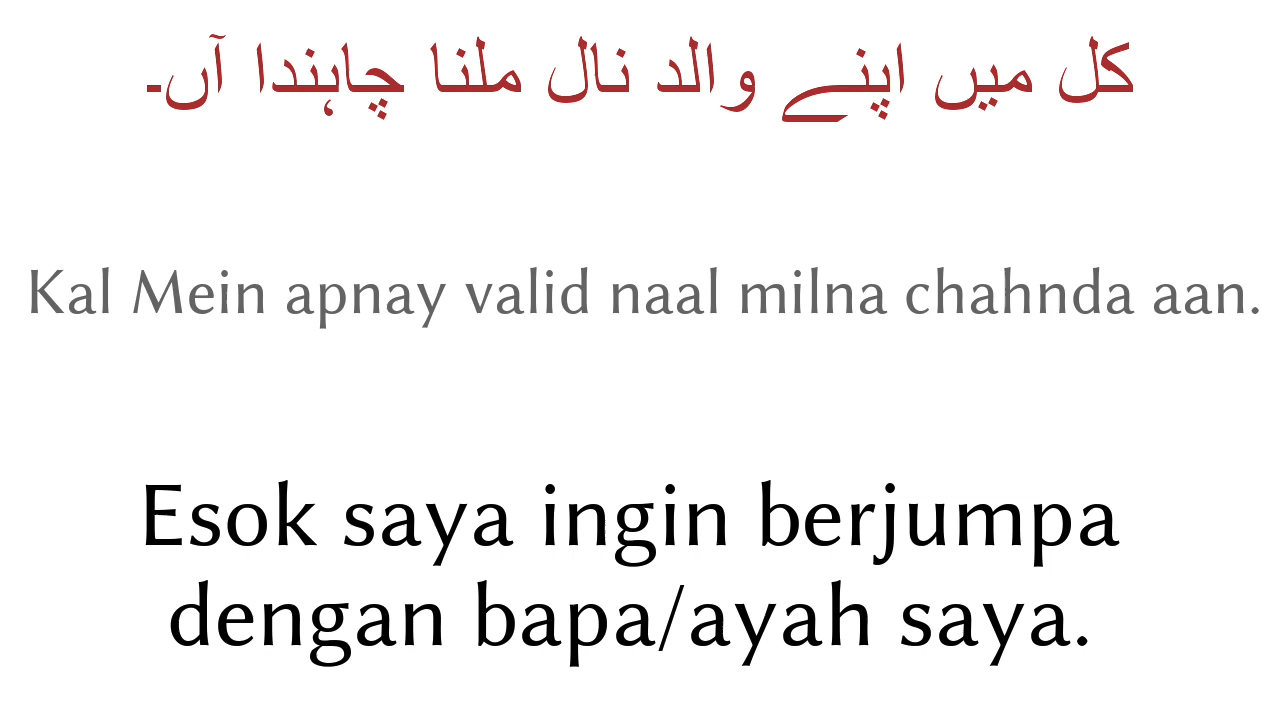 کل میں اپنے والد نال ملنا چاہندا آں۔
Kal Mein apnay valid naal milna chahnda aan.
Esok saya ingin berjumpa
dengan bapa/ayah saya.